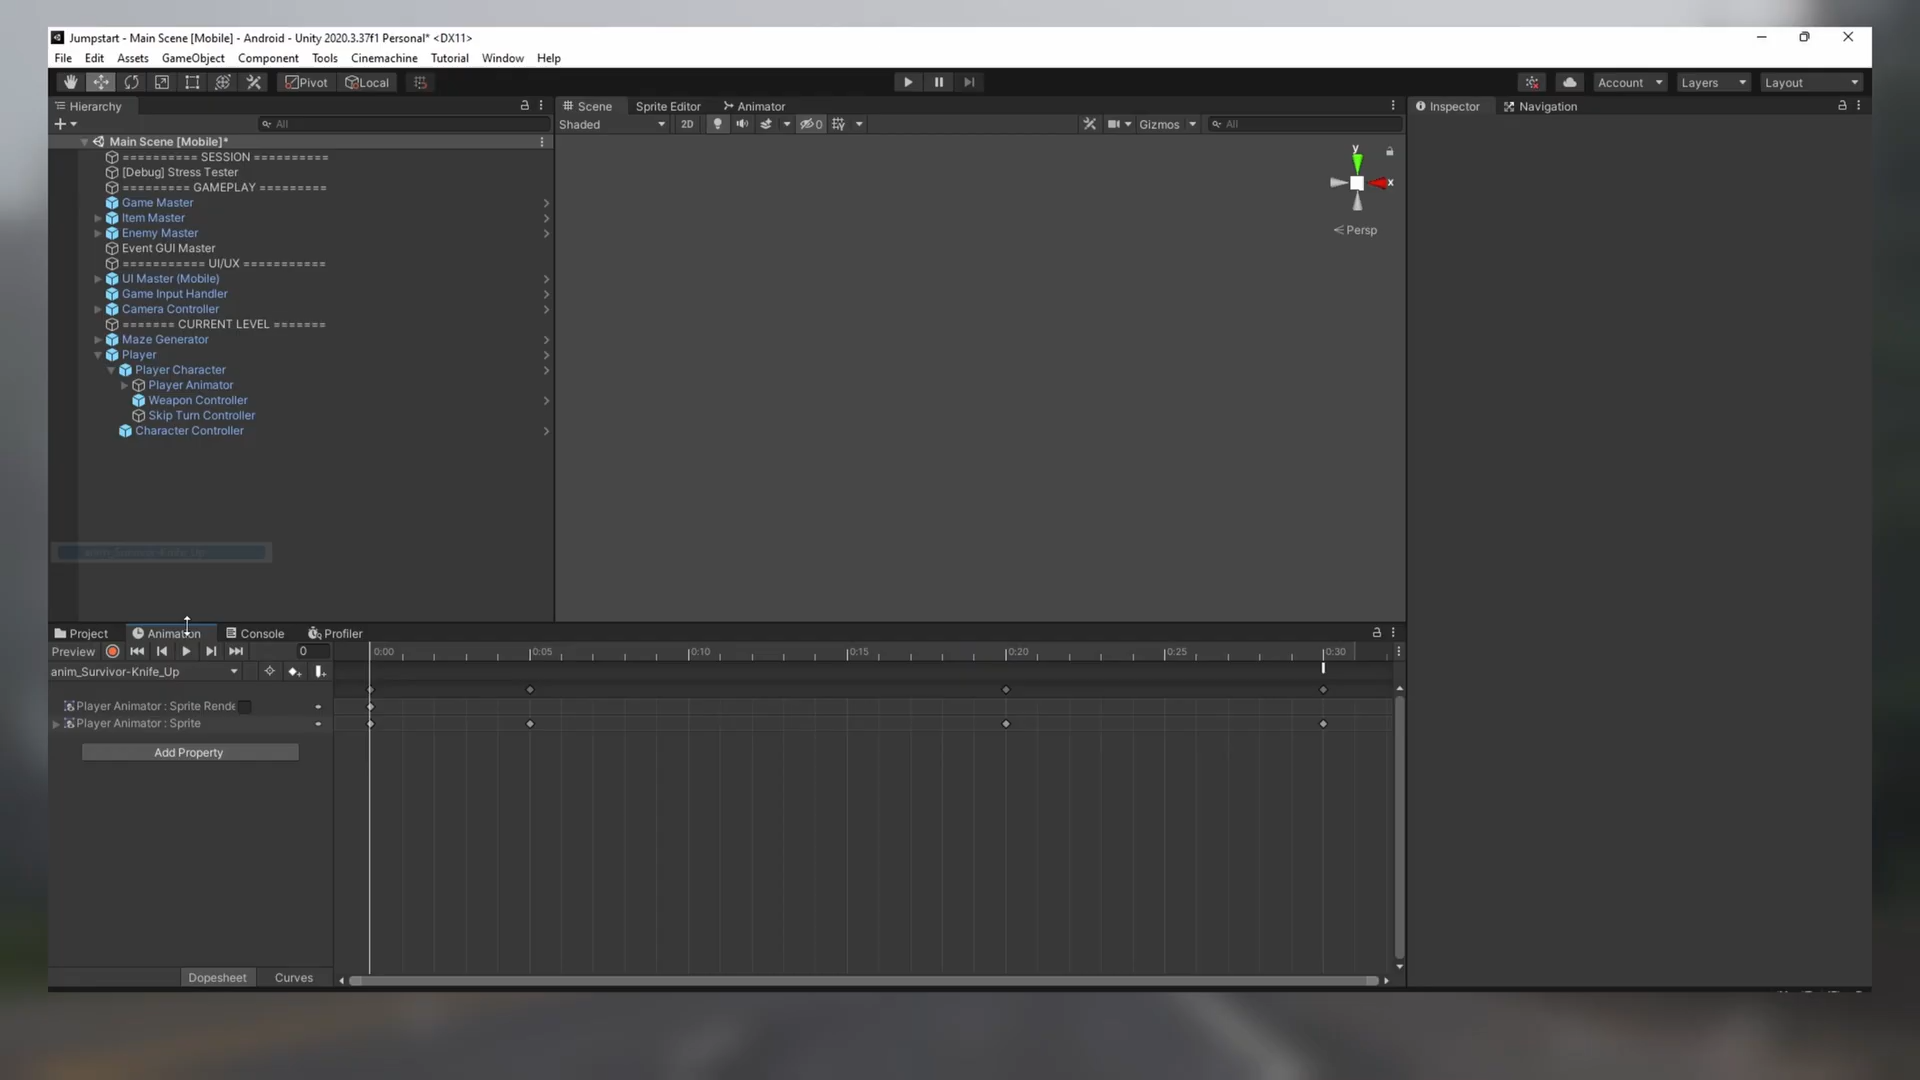 Jumpstart - Main Scene [Mobile] - Android - Unity 2020.3.37f1 Personal* <DX11>
File Edit Assets GameObject Component Tools Cinemachine Tutorial Window Help
Pivot Local Account Layers Layout
Hierarchy
All
Main Scene [Mobile]*
========== SESSION ==========
[Debug] Stress Tester
========= GAMEPLAY =========
Game Master
Item Master
Enemy Master
Event GUI Master
=========== UI/UX ===========
UI Master (Mobile)
Game Input Handler
Camera Controller
======= CURRENT LEVEL =======
Maze Generator
Player
Player Character
Player Animator
Weapon Controller
Skip Turn Controller
Character Controller
anim_Survivor-Knife_Up
Scene Sprite Editor Animator
Shaded 2D 0 Gizmos All
y
x
Persp
Inspector Navigation
Project Animation Console Profiler
Preview 0 0:00 0:05 0:10 0:15 0:20 0:25 0:30
anim_Survivor-Knife_Up
Player Animator : Sprite Rende
Player Animator : Sprite
Add Property
Dopesheet Curves